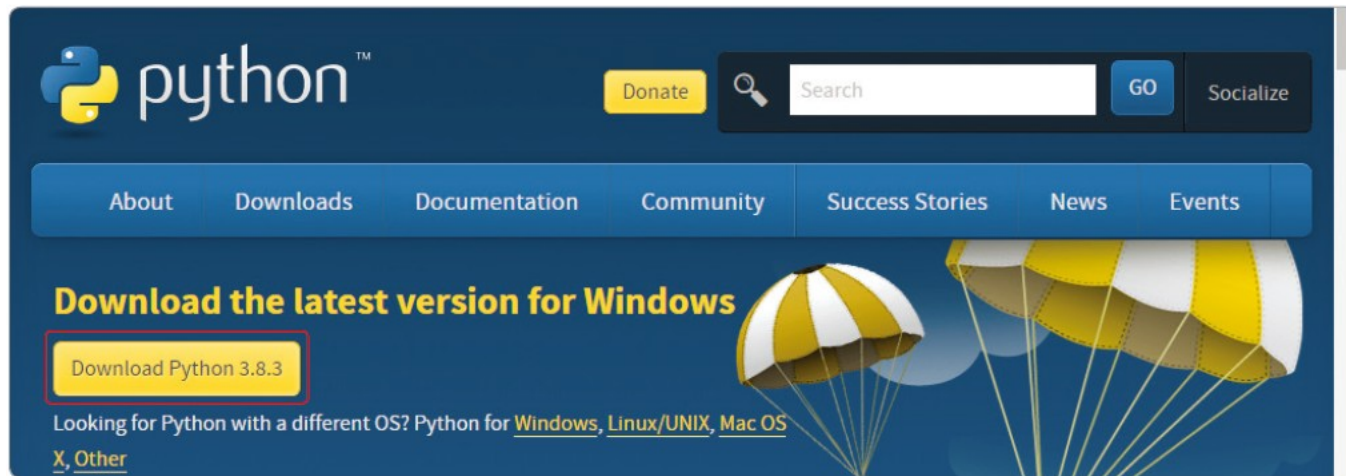 python™
Donate
Search
GO
Socialize
About Downloads Documentation Community Success Stories News Events
Download the latest version for Windows
Download Python 3.8.3
Looking for Python with a different OS? Python for Windows, Linux/UNIX, Mac OS
X, Other